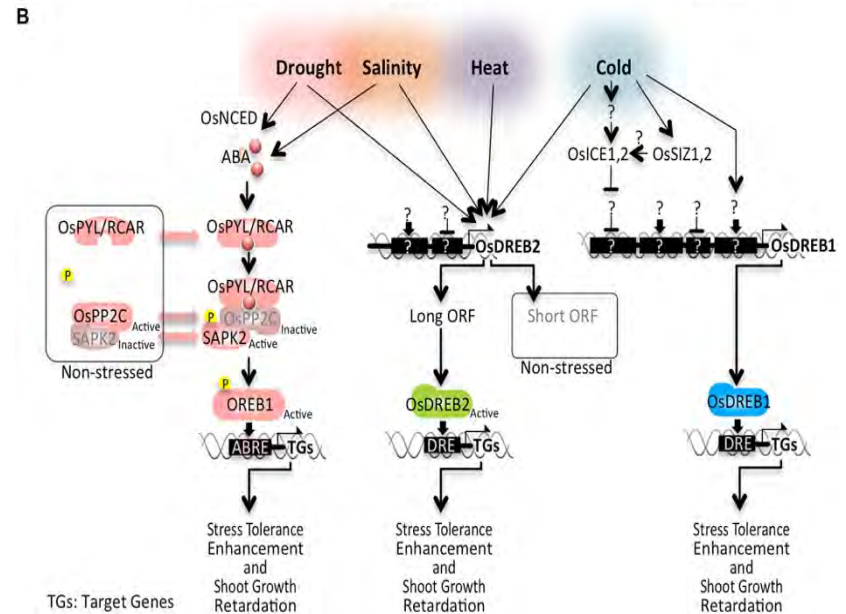 B
Drought Salinity Heat Cold
OsNCED
ABA
?
?
OsICE1,2 OsSIZ1,2
OsPYL/RCAR
OsPYL/RCAR
P
? ?
? ?
OsDREB2
? ? ? ?
? ? ? ?
OsDREB1
OsPYL/RCAR
OsPP2C Active
SAPK2 Inactive
P
OsPP2C Inactive
SAPK2 Active
Non-stressed
Long ORF
Short ORF
Non-stressed
P
OREB1 Active
OsDREB2 Active
OsDREB1
ABRE TGs
DRE TGs
DRE TGs
Stress Tolerance
Enhancement
and
Shoot Growth
Retardation
Stress Tolerance
Enhancement
and
Shoot Growth
Retardation
Stress Tolerance
Enhancement
and
Shoot Growth
Retardation
TGs: Target Genes